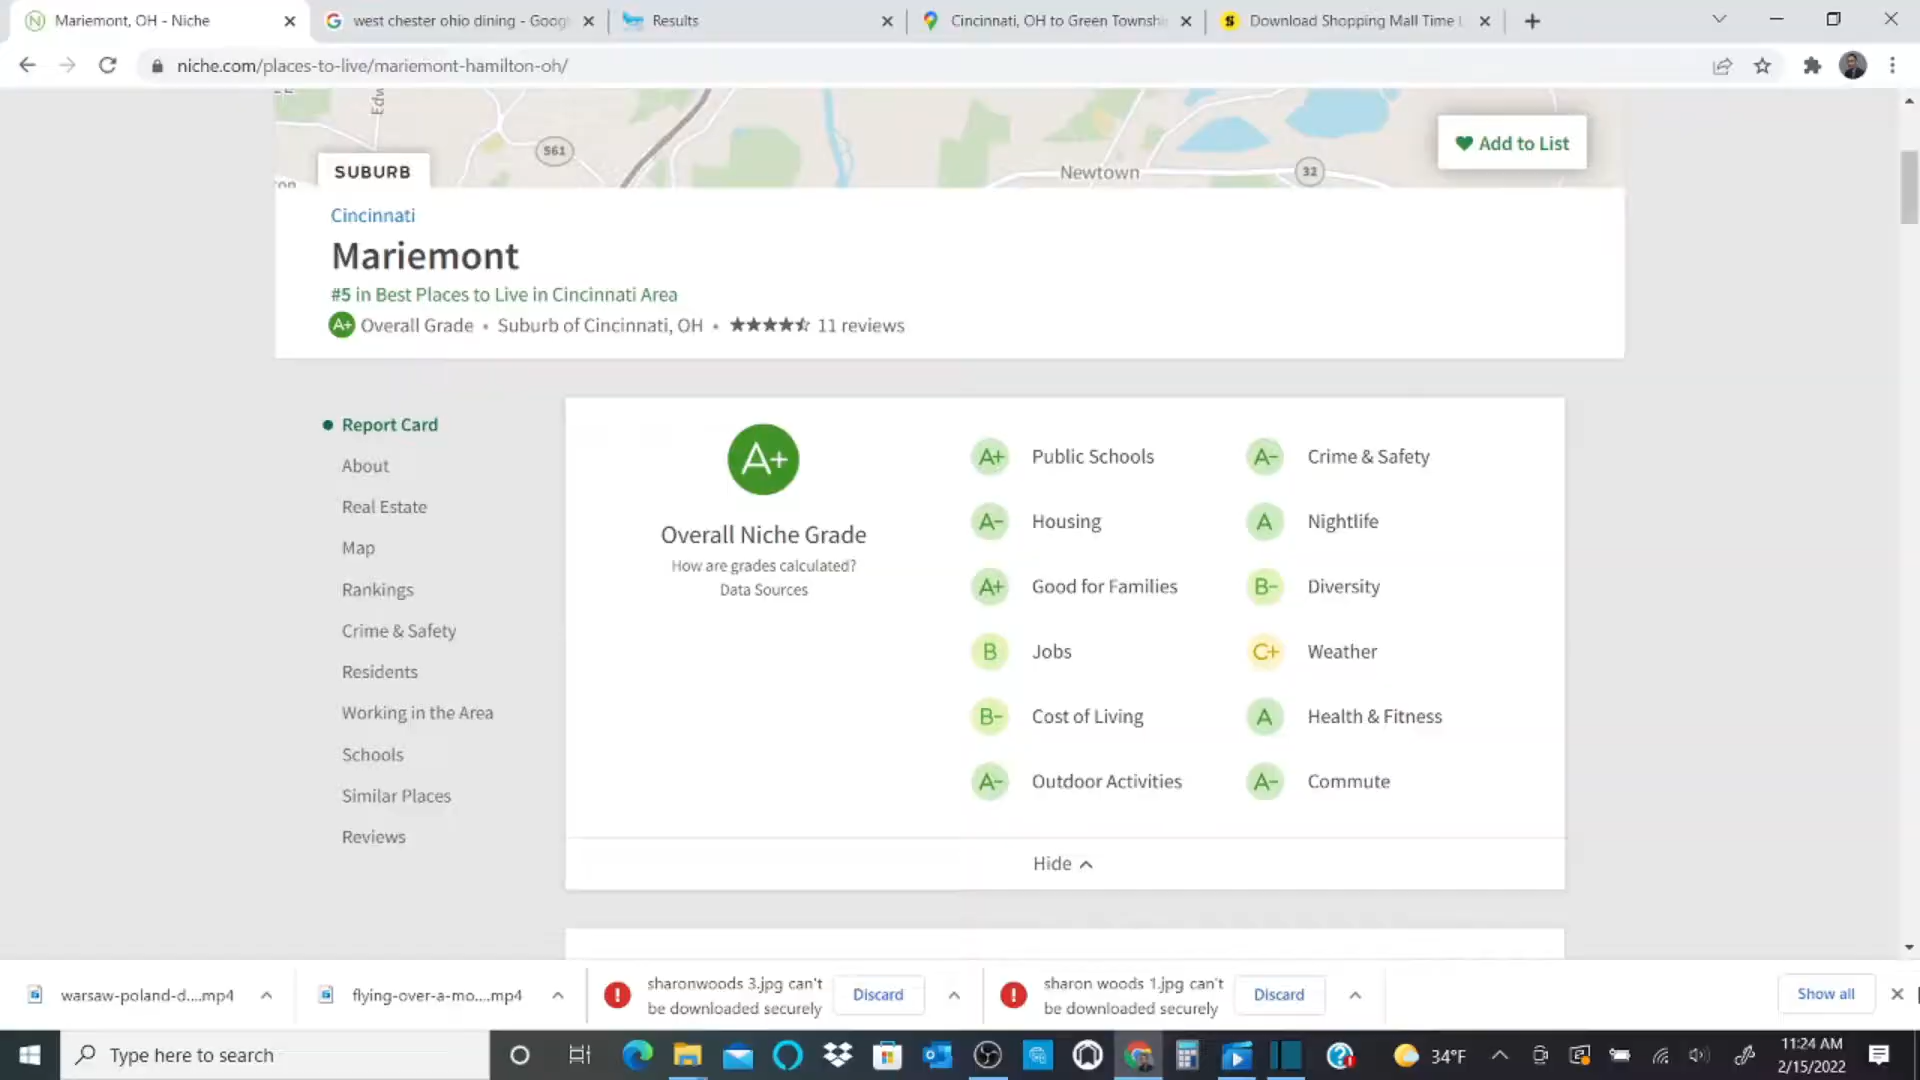 Mariemont, OH - Niche
west chester ohio dining - Goog
Results
Cincinnati, OH to Green Townshi
Download Shopping Mall Time L
niche.com/places-to-live/mariemont-hamilton-oh/
Edw
561
Newtown
32
Add to List
SUBURB
Cincinnati
Mariemont
#5 in Best Places to Live in Cincinnati Area
A+ Overall Grade • Suburb of Cincinnati, OH • 11 reviews
Report Card
About
Real Estate
Map
Rankings
Crime & Safety
Residents
Working in the Area
Schools
Similar Places
Reviews
A+
Overall Niche Grade
How are grades calculated?
Data Sources
A+ Public Schools
A- Crime & Safety
A- Housing
A Nightlife
A+ Good for Families
B- Diversity
B Jobs
C+ Weather
B- Cost of Living
A Health & Fitness
A- Outdoor Activities
A- Commute
Hide
warsaw-poland-d....mp4
flying-over-a-mo....mp4
sharonwoods 3.jpg can't
be downloaded securely
Discard
sharon woods 1.jpg can't
be downloaded securely
Discard
Show all
Type here to search
34°F
11:24 AM
2/15/2022